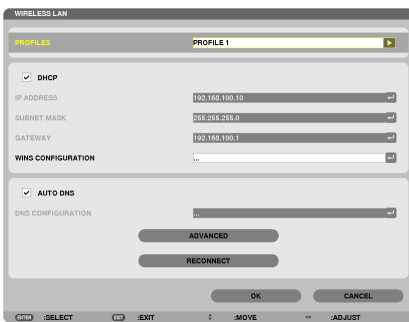 WIRELESS LAN
PROFILES PROFILE 1
DHCP
IP ADDRESS 192.168.100.10
SUBNET MASK 255.255.255.0
GATEWAY 192.168.100.1
WINS CONFIGURATION ...
AUTO DNS
DNS CONFIGURATION ...
ADVANCED
RECONNECT
OK CANCEL
ENTER :SELECT EXIT :EXIT :MOVE :ADJUST